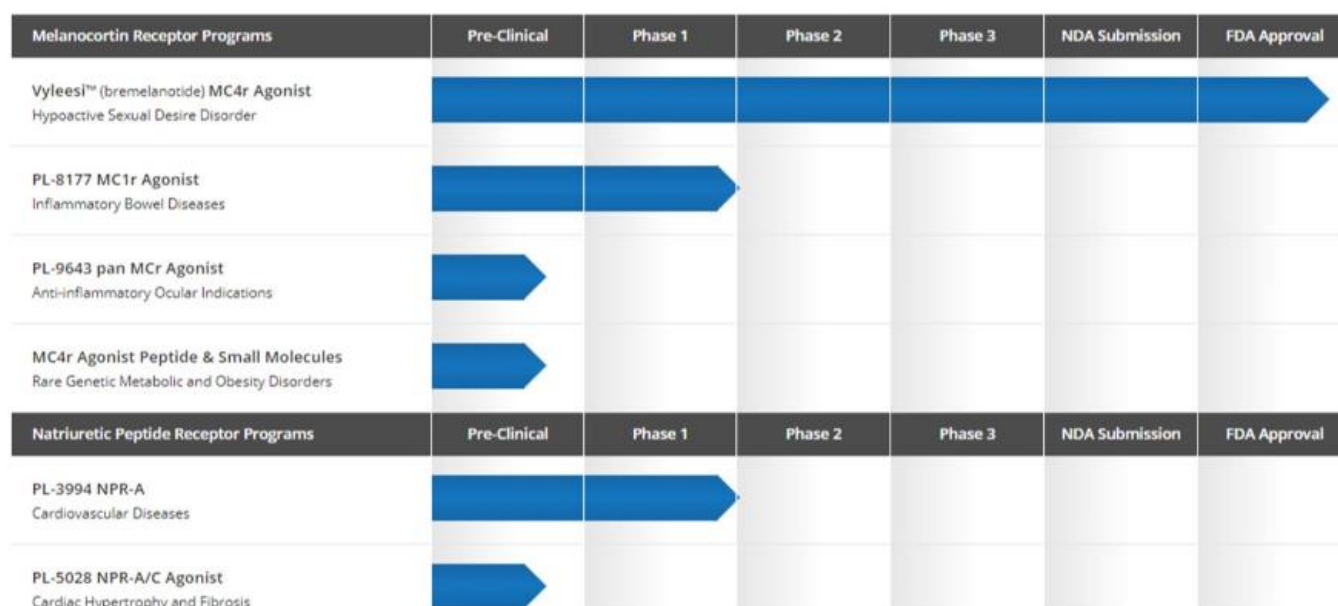 Melanocortin Receptor Programs Pre-Clinical Phase 1 Phase 2 Phase 3 NDA Submission FDA Approval
Vyleesi™ (bremelanotide) MC4r Agonist
Hypoactive Sexual Desire Disorder
PL-8177 MC1r Agonist
Inflammatory Bowel Diseases
PL-9643 pan MCr Agonist
Anti-inflammatory Ocular Indications
MC4r Agonist Peptide & Small Molecules
Rare Genetic Metabolic and Obesity Disorders
Natriuretic Peptide Receptor Programs Pre-Clinical Phase 1 Phase 2 Phase 3 NDA Submission FDA Approval
PL-3994 NPR-A
Cardiovascular Diseases
PL-5028 NPR-A/C Agonist
Cardiac Hypertrophy and Fibrosis